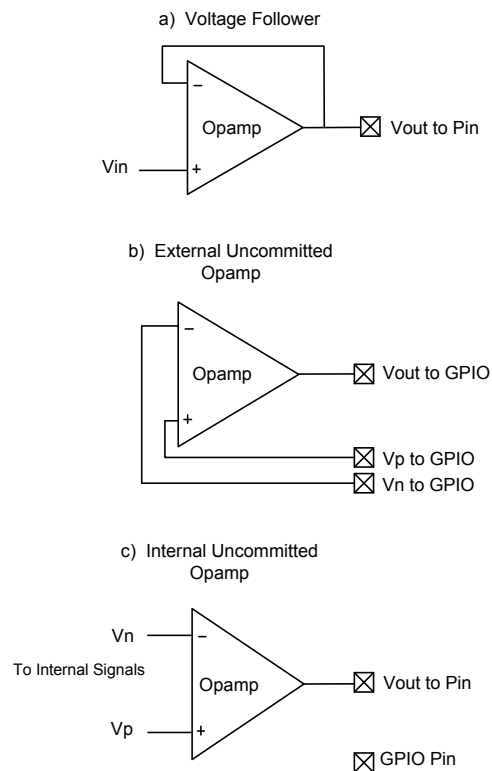 a) Voltage Follower
−
Opamp
Vout to Pin
Vin
+
b) External Uncommitted
Opamp
−
Opamp
Vout to GPIO
+
Vp to GPIO
Vn to GPIO
c) Internal Uncommitted
Opamp
Vn
−
To Internal Signals
Opamp
Vout to Pin
Vp
+
GPIO Pin